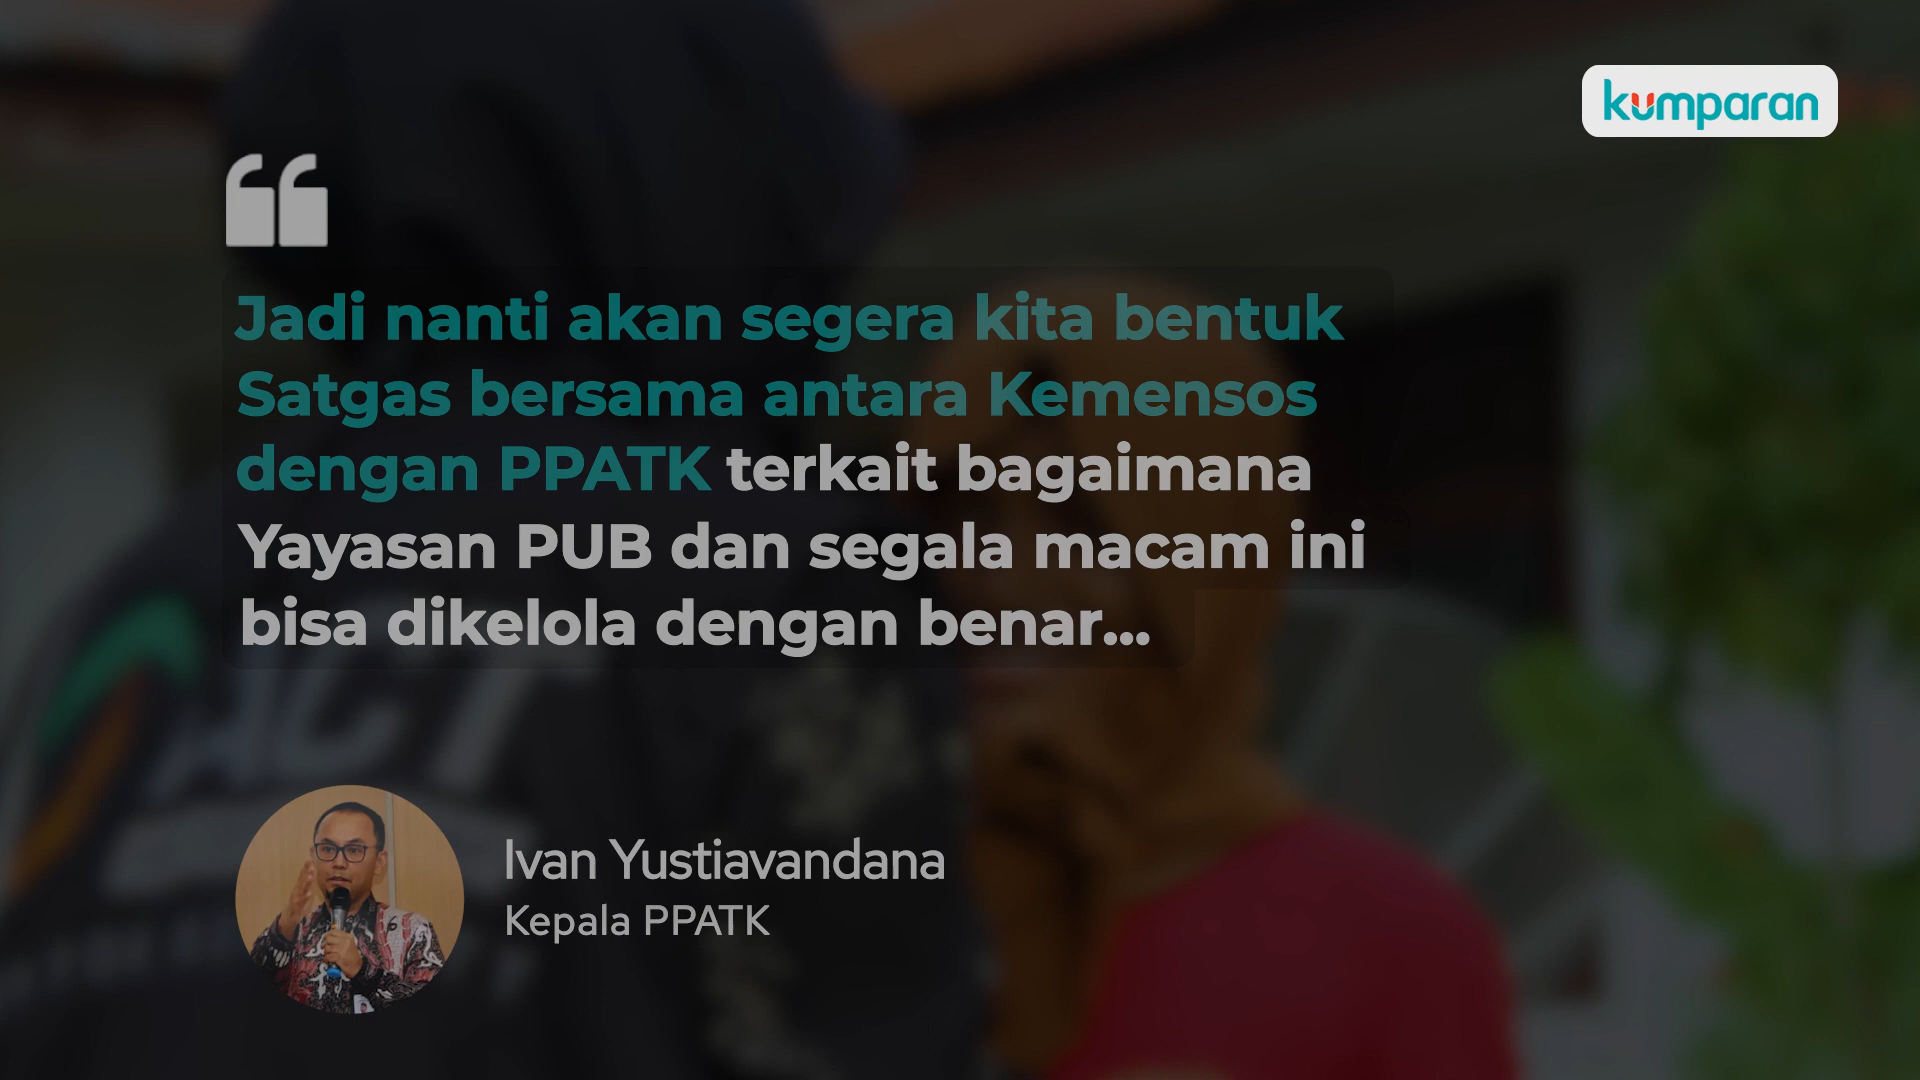 kumparan
Jadi nanti akan segera kita bentuk
Satgas bersama antara Kemensos
dengan PPATK terkait bagaimana
Yayasan PUB dan segala macam ini
bisa dikelola dengan benar...
ACT
Ivan Yustiavandana
Kepala PPATK